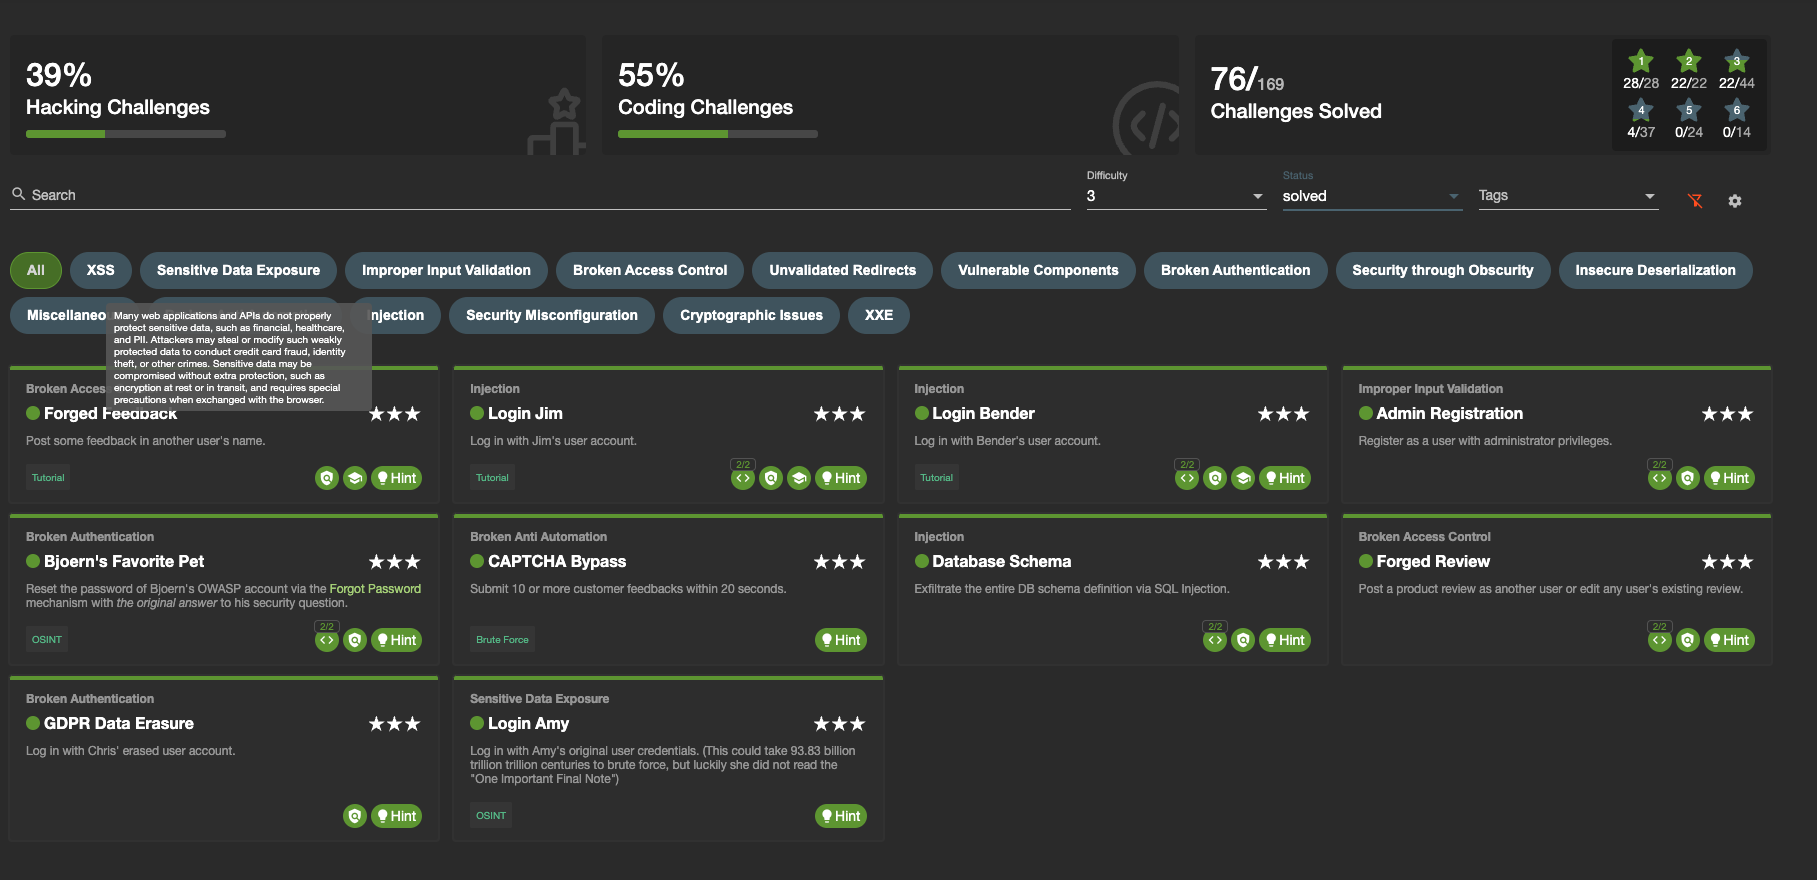 39%
Hacking Challenges
55%
Coding Challenges
76/169
Challenges Solved
1 2 3
28/28 22/22 22/44
4 5 6
4/37 0/24 0/14
Search
Difficulty
3
Status
solved
Tags
All XSS Sensitive Data Exposure Improper Input Validation Broken Access Control Unvalidated Redirects Vulnerable Components Broken Authentication Security through Obscurity Insecure Deserialization
Injection Security Misconfiguration Cryptographic Issues XXE
Many web applications and APIs do not properly
protect sensitive data, such as financial, healthcare,
and PII. Attackers may steal or modify such weakly
protected data to conduct credit card fraud, identity
theft, or other crimes. Sensitive data may be
compromised without extra protection, such as
encryption at rest or in transit, and requires special
precautions when exchanged with the browser.
Broken
Forged Feedback
Post some feedback in another user's name.
Tutorial
Hint
Injection
Login Jim
Log in with Jim's user account.
Tutorial
2/2
Hint
Injection
Login Bender
Log in with Bender's user account.
Tutorial
2/2
Hint
Improper Input Validation
Admin Registration
Register as a user with administrator privileges.
2/2
Hint
Broken Authentication
Bjoern's Favorite Pet
Reset the password of Bjoern's OWASP account via the Forgot Password
mechanism with the original answer to his security question.
OSINT
2/2
Hint
Broken Anti Automation
CAPTCHA Bypass
Submit 10 or more customer feedbacks within 20 seconds.
Brute Force
Hint
Injection
Database Schema
Exfiltrate the entire DB schema definition via SQL Injection.
2/2
Hint
Broken Access Control
Forged Review
Post a product review as another user or edit any user's existing review.
2/2
Hint
Broken Authentication
GDPR Data Erasure
Log in with Chris' erased user account.
Hint
Sensitive Data Exposure
Login Amy
Log in with Amy's original user credentials. (This could take 93.83 billion
trillion trillion centuries to brute force, but luckily she did not read the
"One Important Final Note")
OSINT
Hint